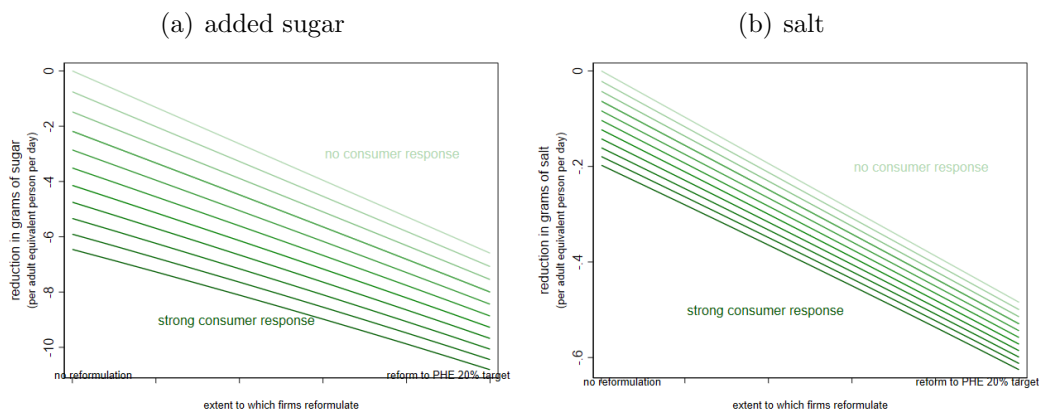 (a) added sugar
reduction in grams of sugar
(per adult equivalent person per day)
0
-2
-4
-6
-8
-10
no consumer response
strong consumer response
no reformulation
reform to PHE 20% target
extent to which firms reformulate
(b) salt
reduction in grams of salt
(per adult equivalent person per day)
0
-.2
-.4
-.6
no consumer response
strong consumer response
no reformulation
reform to PHE 20% target
extent to which firms reformulate